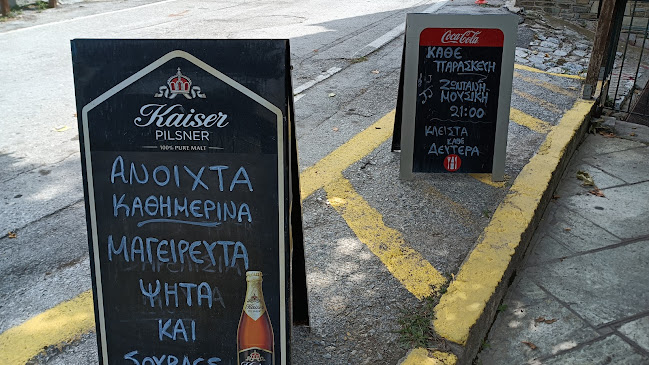 Kaiser
PILSNER
100% PURE MALT
ΑΝΟΙΧΤΑ
ΚΑΘΗΜΕΡΙΝΑ
ΜΑΓΕΙΡΕΥΤΑ
ΨΗΤΑ
ΚΑΙ
Kaiser
Coca-Cola
ΚΑΘΕ
ΠΑΡΑΣΚΕΥΗ
ΖΩΝΤΑΝΗ
ΜΟΥΣΙΚΗ
21:00
ΚΛΕΙΣΤΑ
ΚΑΘΕ
ΔΕΥΤΕΡΑ